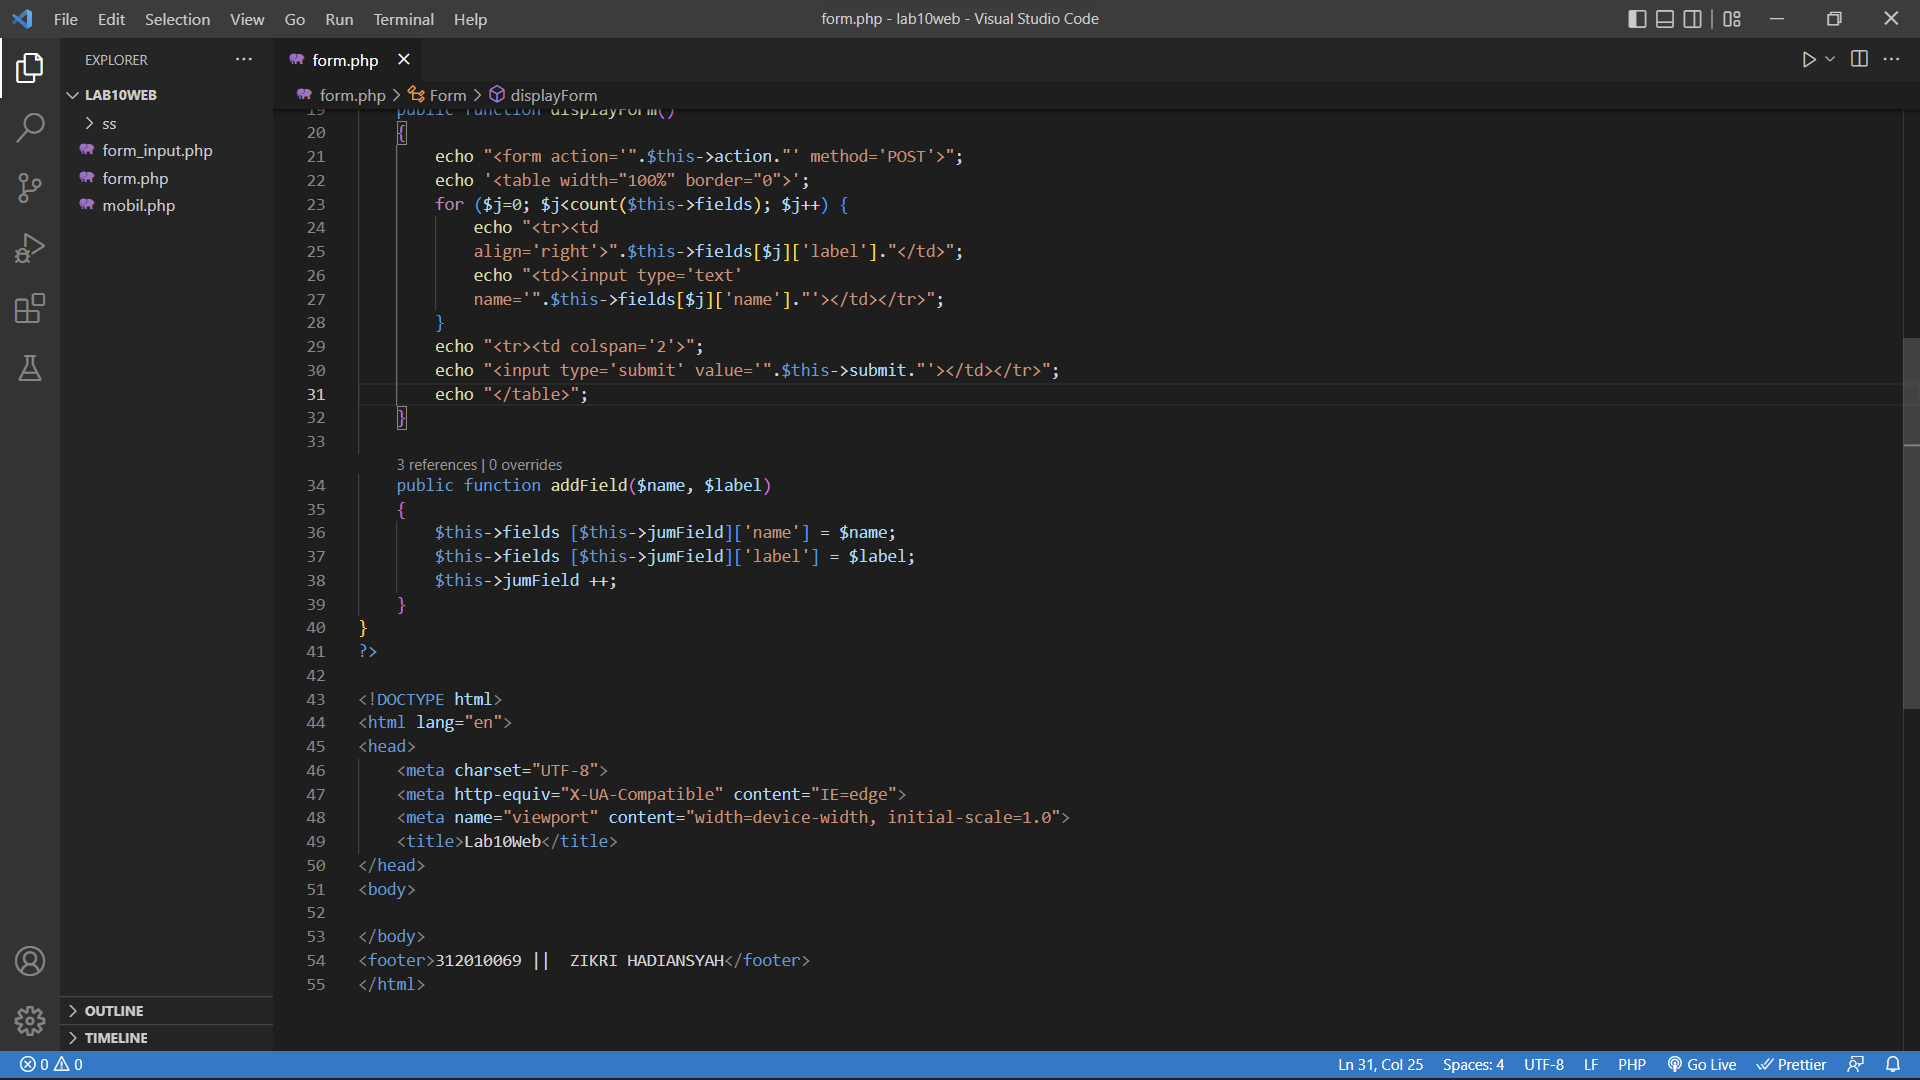 File Edit Selection View Go Run Terminal Help
form.php - lab10web - Visual Studio Code
EXPLORER
LAB10WEB
ss
form_input.php
form.php
mobil.php
OUTLINE
TIMELINE
form.php
form.php > Form > displayForm
19 public function displayForm()
20 {
21 echo "<form action='".$this->action."' method='POST'>";
22 echo '<table width="100%" border="0">';
23 for ($j=0; $j<count($this->fields); $j++) {
24 echo "<tr><td
25 align='right'>".$this->fields[$j]['label']."</td>";
26 echo "<td><input type='text'
27 name='".$this->fields[$j]['name']."'></td></tr>";
28 }
29 echo "<tr><td colspan='2'>";
30 echo "<input type='submit' value='".$this->submit."'></td></tr>";
31 echo "</table>";
32 }
33
3 references | 0 overrides
34 public function addField($name, $label)
35 {
36 $this->fields [$this->jumField]['name'] = $name;
37 $this->fields [$this->jumField]['label'] = $label;
38 $this->jumField ++;
39 }
40 }
41 ?>
42
43 <!DOCTYPE html>
44 <html lang="en">
45 <head>
46 <meta charset="UTF-8">
47 <meta http-equiv="X-UA-Compatible" content="IE=edge">
48 <meta name="viewport" content="width=device-width, initial-scale=1.0">
49 <title>Lab10Web</title>
50 </head>
51 <body>
52
53 </body>
54 <footer>312010069 ||  ZIKRI HADIANSYAH</footer>
55 </html>
0 0
Ln 31, Col 25 Spaces: 4 UTF-8 LF PHP Go Live Prettier